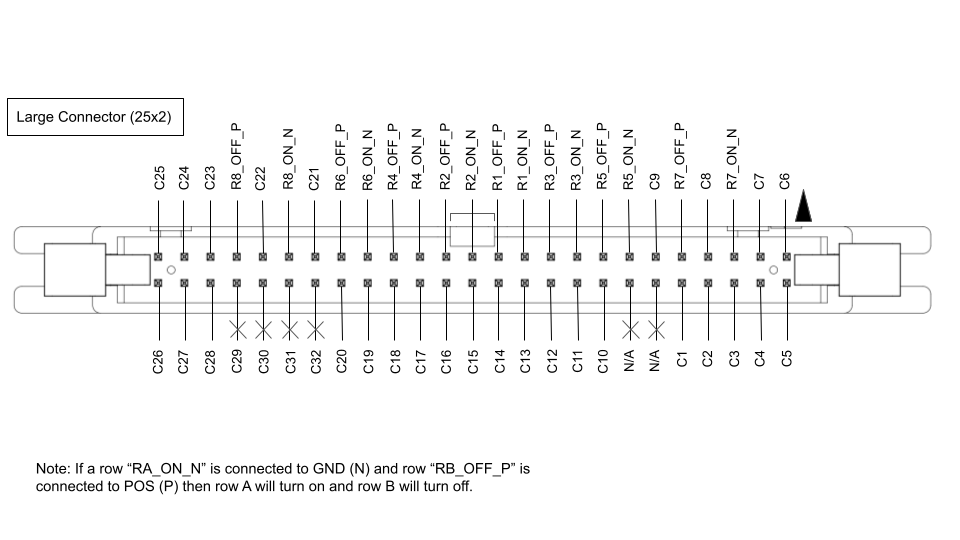 Large Connector (25x2)
C25
C24
C23
R8_OFF_P
C22
R8_ON_N
C21
R6_OFF_P
R6_ON_N
R4_OFF_P
R4_ON_N
R2_OFF_P
R2_ON_N
R1_OFF_P
R1_ON_N
R3_OFF_P
R3_ON_N
R5_OFF_P
R5_ON_N
C9
R7_OFF_P
C8
R7_ON_N
C7
C6
C26
C27
C28
C29
C30
C31
C32
C20
C19
C18
C17
C16
C15
C14
C13
C12
C11
C10
N/A
N/A
C1
C2
C3
C4
C5
Note: If a row “RA_ON_N” is connected to GND (N) and row “RB_OFF_P” is
connected to POS (P) then row A will turn on and row B will turn off.